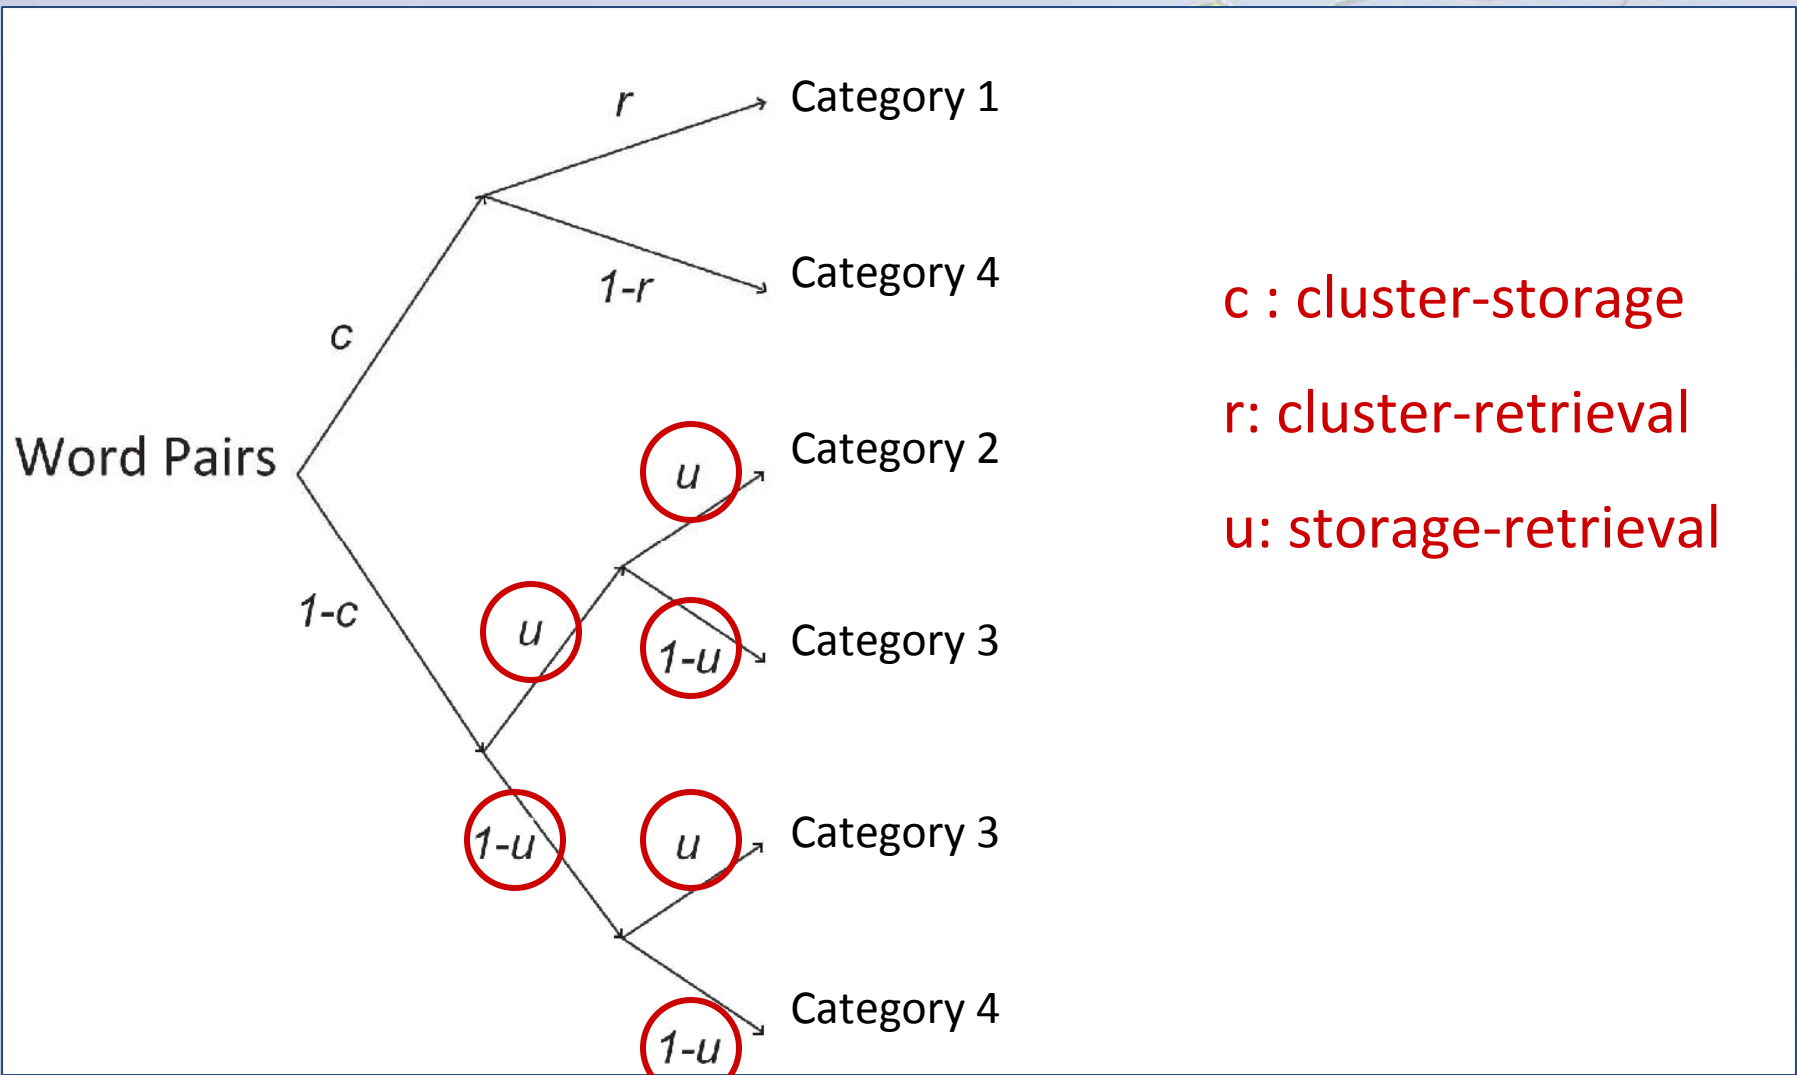 r
Category 1
Category 4
1-r
c : cluster-storage
c
r: cluster-retrieval
Category 2
Word Pairs
u
u: storage-retrieval
1-c
u
Category 3
1-u
1-u
u
Category 3
Category 4
1-u